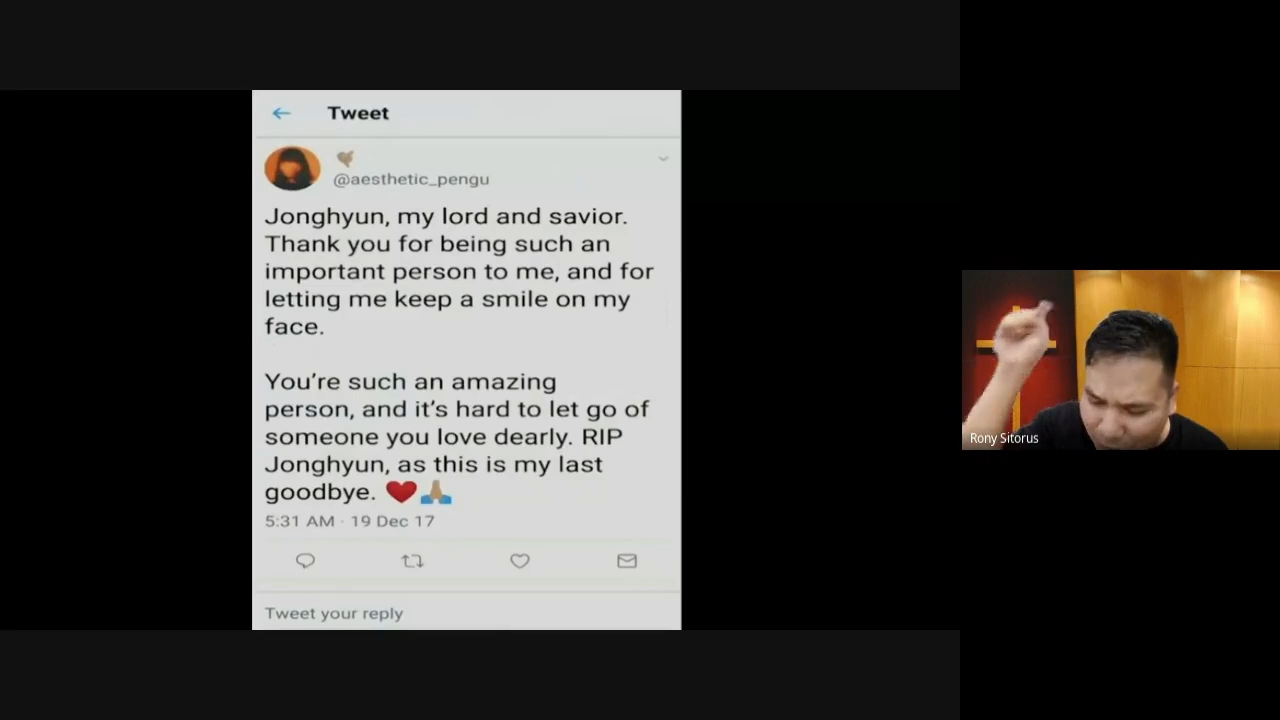 Tweet
@aesthetic_pengu
Jonghyun, my lord and savior.
Thank you for being such an
important person to me, and for
letting me keep a smile on my
face.
You’re such an amazing
person, and it’s hard to let go of
someone you love dearly. RIP
Jonghyun, as this is my last
goodbye. ❤️🙏🏽
5:31 AM · 19 Dec 17
Tweet your reply
Rony Sitorus